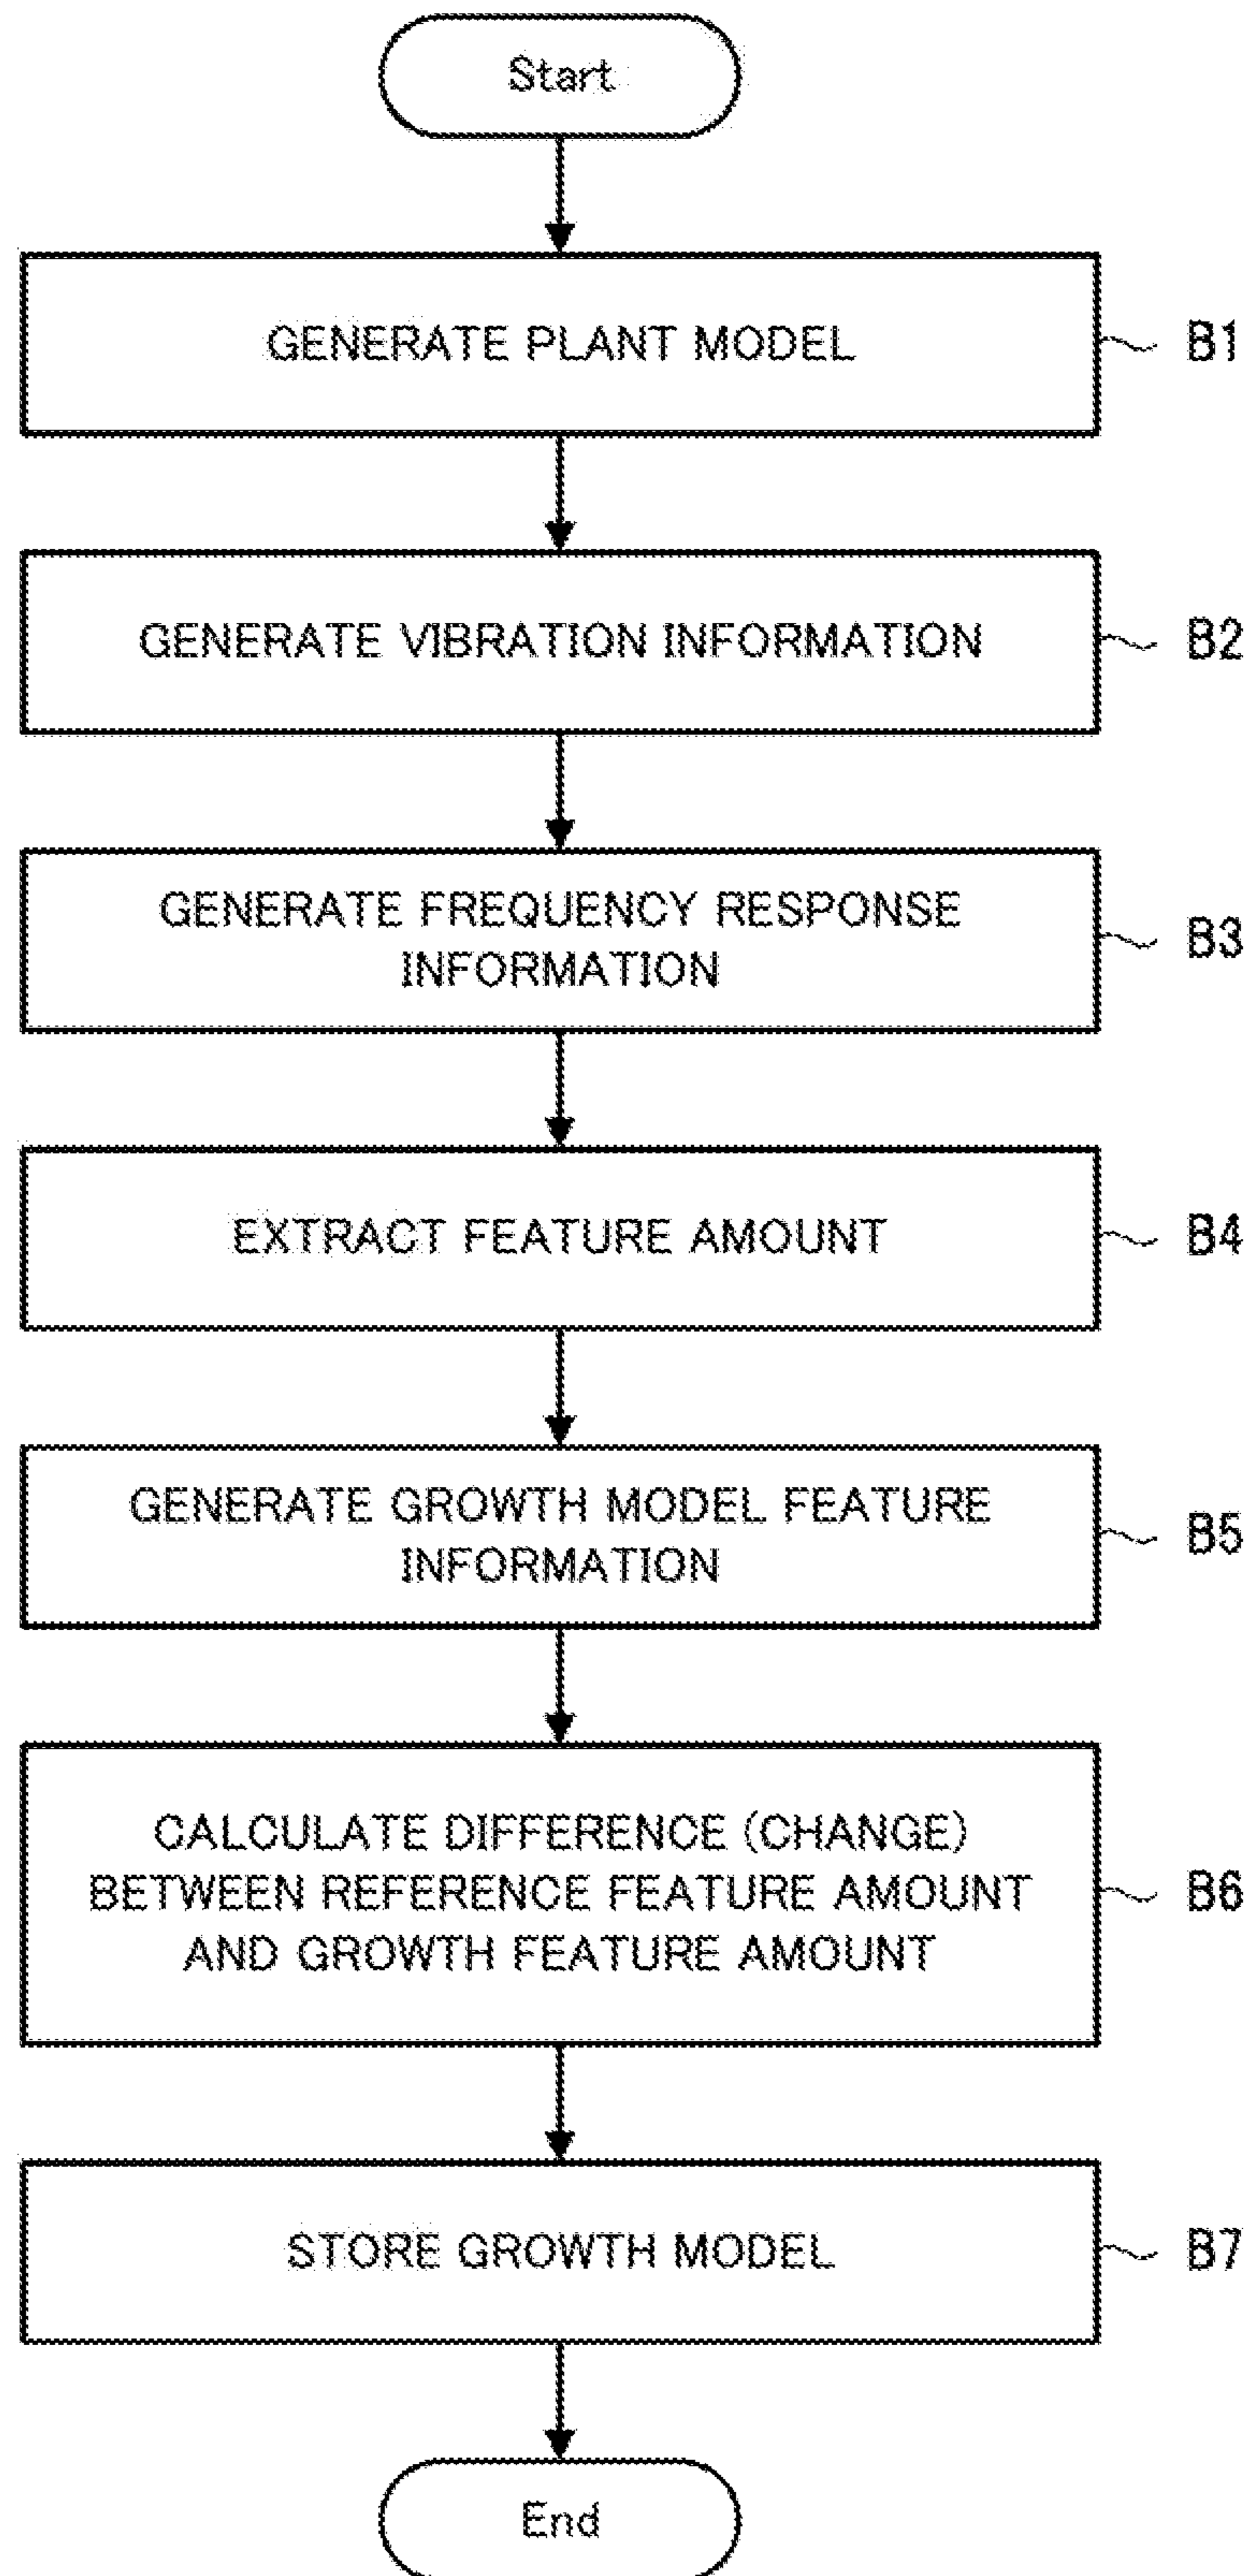 Start
GENERATE PLANT MODEL
B1
GENERATE VIBRATION INFORMATION
B2
GENERATE FREQUENCY RESPONSE
INFORMATION
B3
EXTRACT FEATURE AMOUNT
B4
GENERATE GROWTH MODEL FEATURE
INFORMATION
B5
CALCULATE DIFFERENCE (CHANGE)
BETWEEN REFERENCE FEATURE AMOUNT
AND GROWTH FEATURE AMOUNT
B6
STORE GROWTH MODEL
B7
End